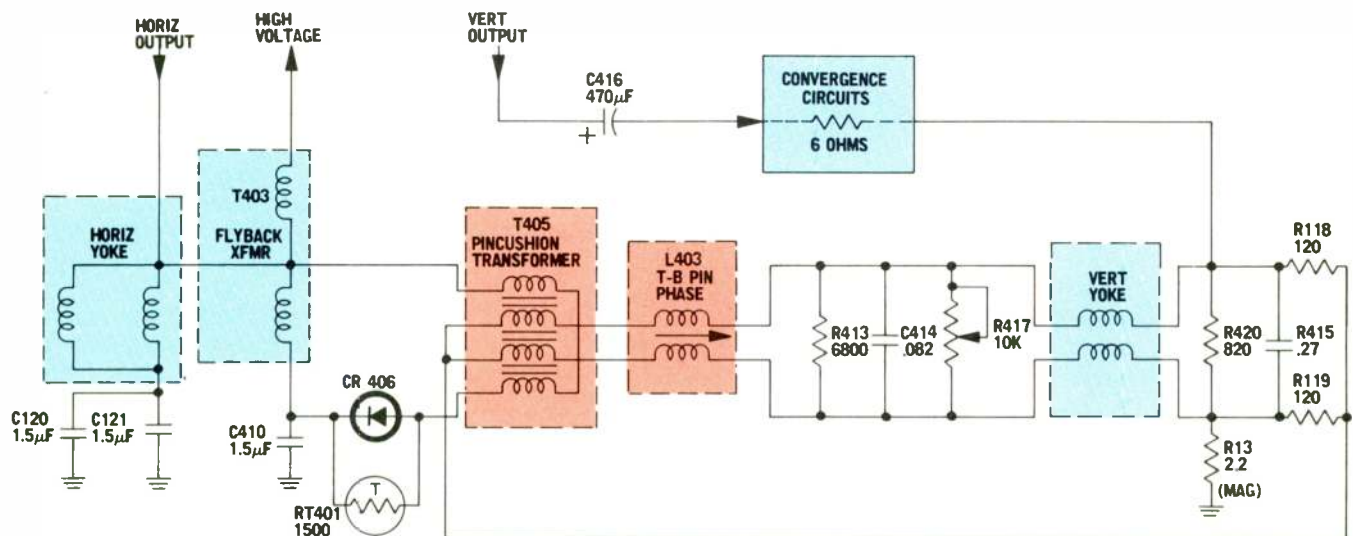 HORIZ
OUTPUT
HIGH
VOLTAGE
VERT
OUTPUT
C416
470µF
+
CONVERGENCE
CIRCUITS
6 OHMS
T403
HORIZ
YOKE
FLYBACK
XFMR
T405
PINCUSHION
TRANSFORMER
L403
T-B PIN
PHASE
R413
6800
C414
.082
R417
10K
VERT
YOKE
R118
120
R420
820
R415
.27
R119
120
R13
2.2
(MAG)
C120
1.5µF
C121
1.5µF
C410
1.5µF
CR 406
T
RT401
1500